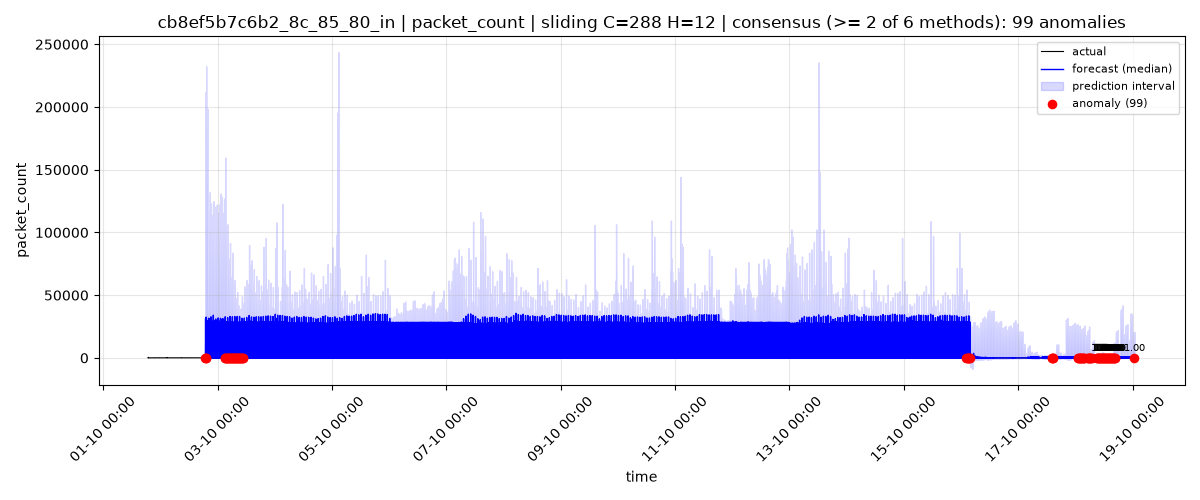 cb8ef5b7c6b2_8c_85_80_in | packet_count | sliding C=288 H=12 | consensus (>= 2 of 6 methods): 99 anomalies
250000
200000
150000
100000
50000
0
packet_count
actual
forecast (median)
prediction interval
anomaly (99)
01-10 00:00
03-10 00:00
05-10 00:00
07-10 00:00
09-10 00:00
11-10 00:00
13-10 00:00
15-10 00:00
17-10 00:00
19-10 00:00
time